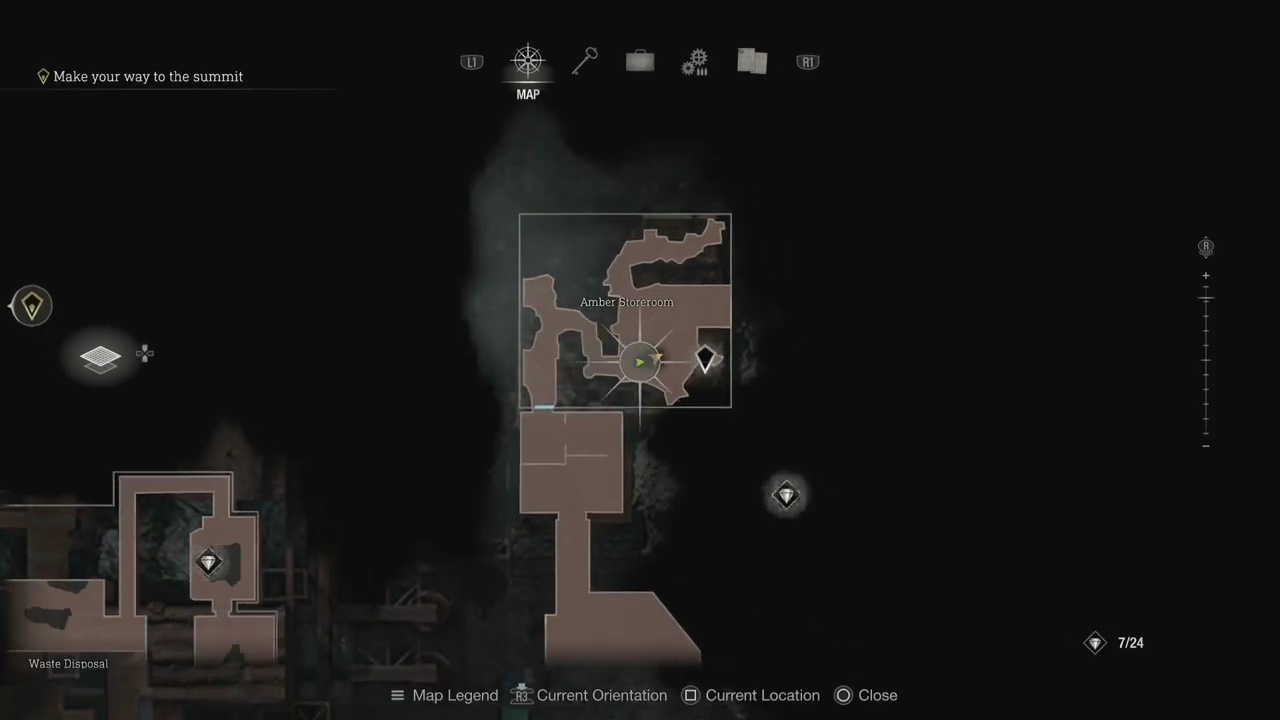 L1
R1
Make your way to the summit
MAP
R
Amber Storeroom
7/24
Waste Disposal
Map Legend
R3
Current Orientation
Current Location
Close